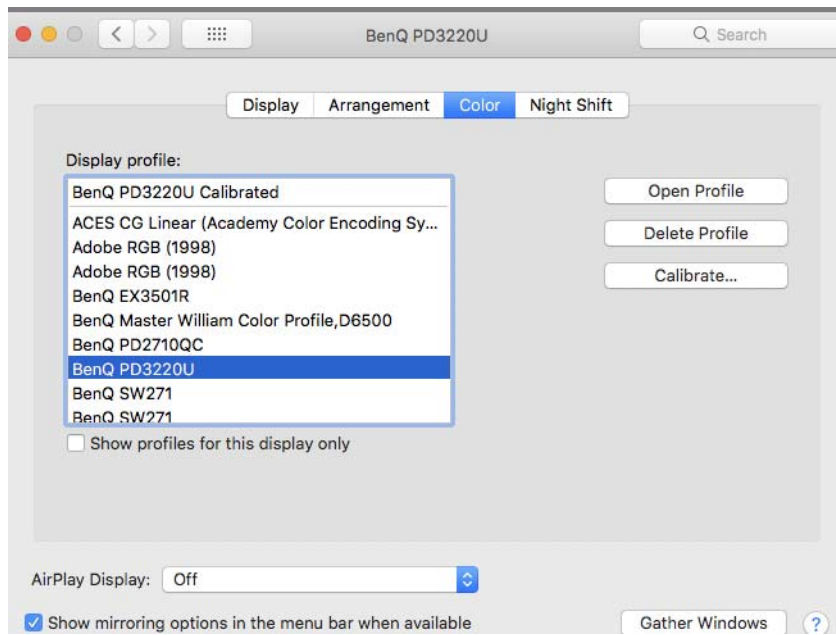 BenQ PD3220U
Search
Display Arrangement Color Night Shift
Display profile:
BenQ PD3220U Calibrated
ACES CG Linear (Academy Color Encoding Sy...
Adobe RGB (1998)
Adobe RGB (1998)
BenQ EX3501R
BenQ Master William Color Profile,D6500
BenQ PD2710QC
BenQ PD3220U
BenQ SW271
BenQ SW271
Show profiles for this display only
Open Profile
Delete Profile
Calibrate...
AirPlay Display: Off
Show mirroring options in the menu bar when available
Gather Windows ?